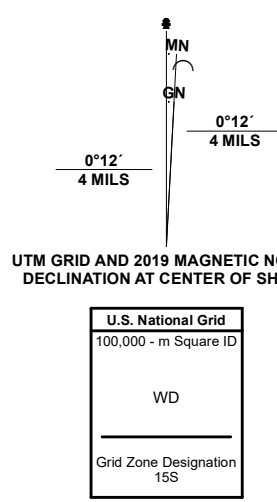 MN
GN
0°12´
4 MILS
0°12´
4 MILS
UTM GRID AND 2019 MAGNETIC N
DECLINATION AT CENTER OF SH
U.S. National Grid
100,000 - m Square ID
WD
Grid Zone Designation
15S